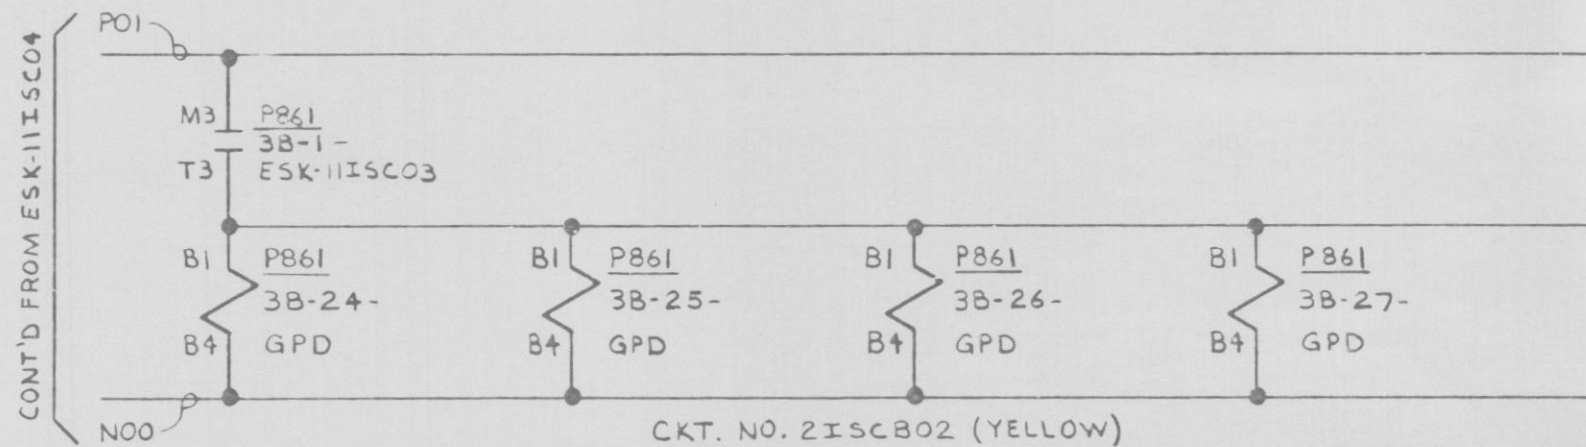 CONT'D FROM ESK-11ISC04
P01
M3
P861
3B-1-
T3
ESK-11ISC03
B1
P861
3B-24-
B4
GPD
B1
P861
3B-25-
B4
GPD
B1
P861
3B-26-
B4
GPD
B1
P861
3B-27-
B4
GPD
N00
CKT. NO. 2ISCB02 (YELLOW)